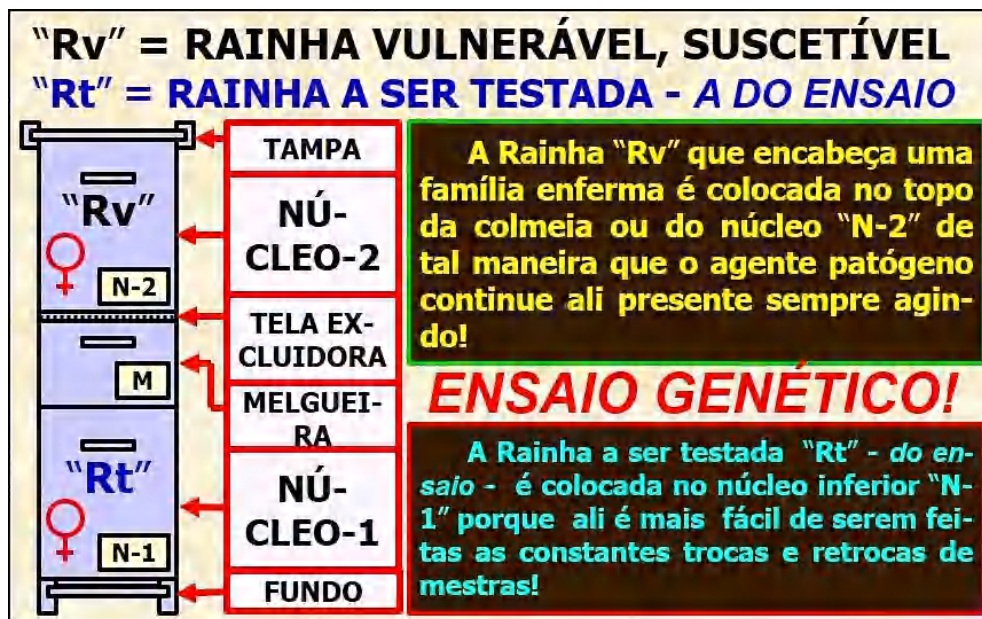 “Rv” = RAINHA VULNERÁVEL, SUSCETÍVEL
“Rt” = RAINHA A SER TESTADA - A DO ENSAIO
“Rv”
N-2
M
“Rt”
N-1
TAMPA
NÚ-
CLEO-2
TELA EX-
CLUIDORA
MELGUEI-
RA
NÚ-
CLEO-1
FUNDO
A Rainha “Rv” que encabeça uma
família enferma é colocada no topo
da colmeia ou do núcleo “N-2” de
tal maneira que o agente patógeno
continue ali presente sempre agin-
do!
ENSAIO GENÉTICO!
A Rainha a ser testada “Rt” - do en-
saio - é colocada no núcleo inferior “N-
1” porque ali é mais fácil de serem fei-
tas as constantes trocas e retrocas de
mestras!